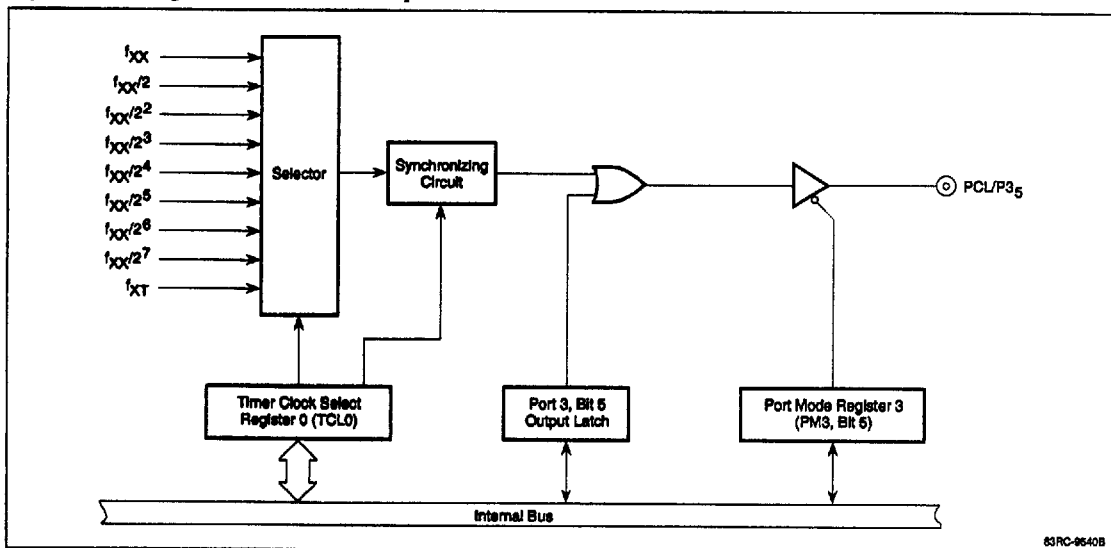 fXX
fXX/2
fXX/2²
fXX/2³
fXX/2⁴
fXX/2⁵
fXX/2⁶
fXX/2⁷
fXT
Selector
Synchronizing
Circuit
PCL/P3₅
Timer Clock Select
Register 0 (TCL0)
Port 3, Bit 5
Output Latch
Port Mode Register 3
(PM3, Bit 5)
Internal Bus
83RC-9540B